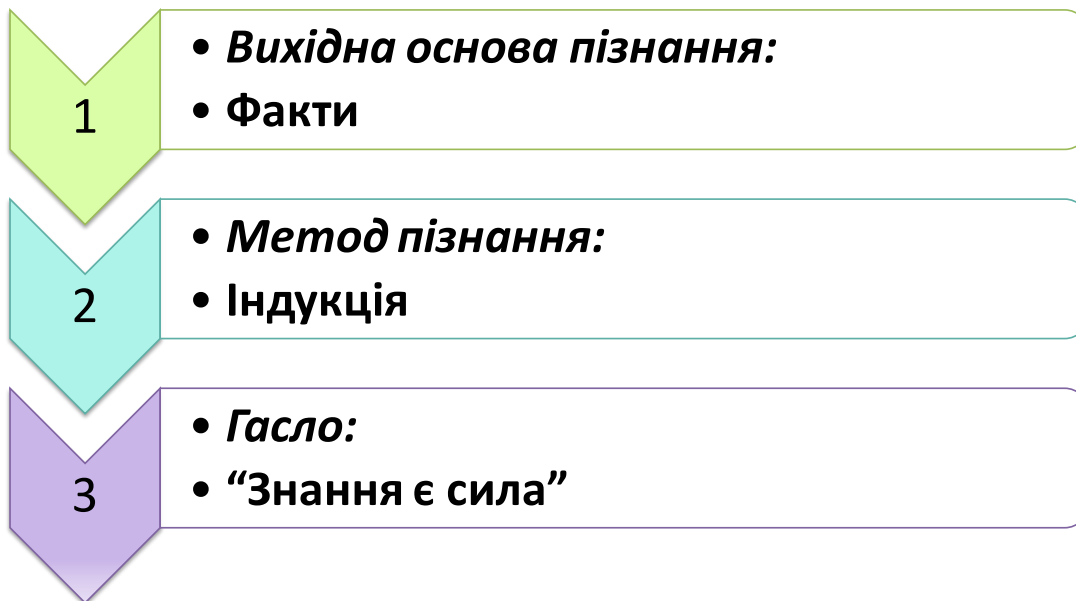 1
• Вихідна основа пізнання:
• Факти
2
• Метод пізнання:
• Індукція
3
• Гасло:
• “Знання є сила”